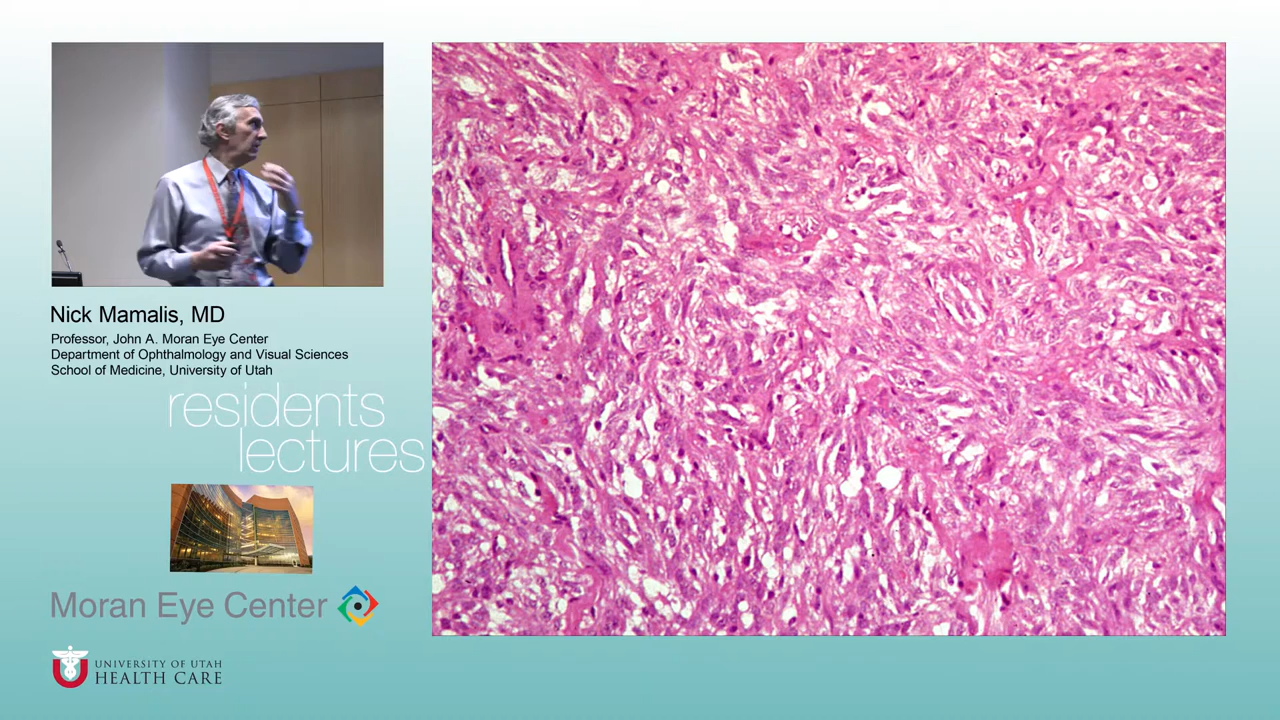 Nick Mamalis, MD
Professor, John A. Moran Eye Center
Department of Ophthalmology and Visual Sciences
School of Medicine, University of Utah
residents
lectures
Moran Eye Center
UNIVERSITY OF UTAH
HEALTH CARE